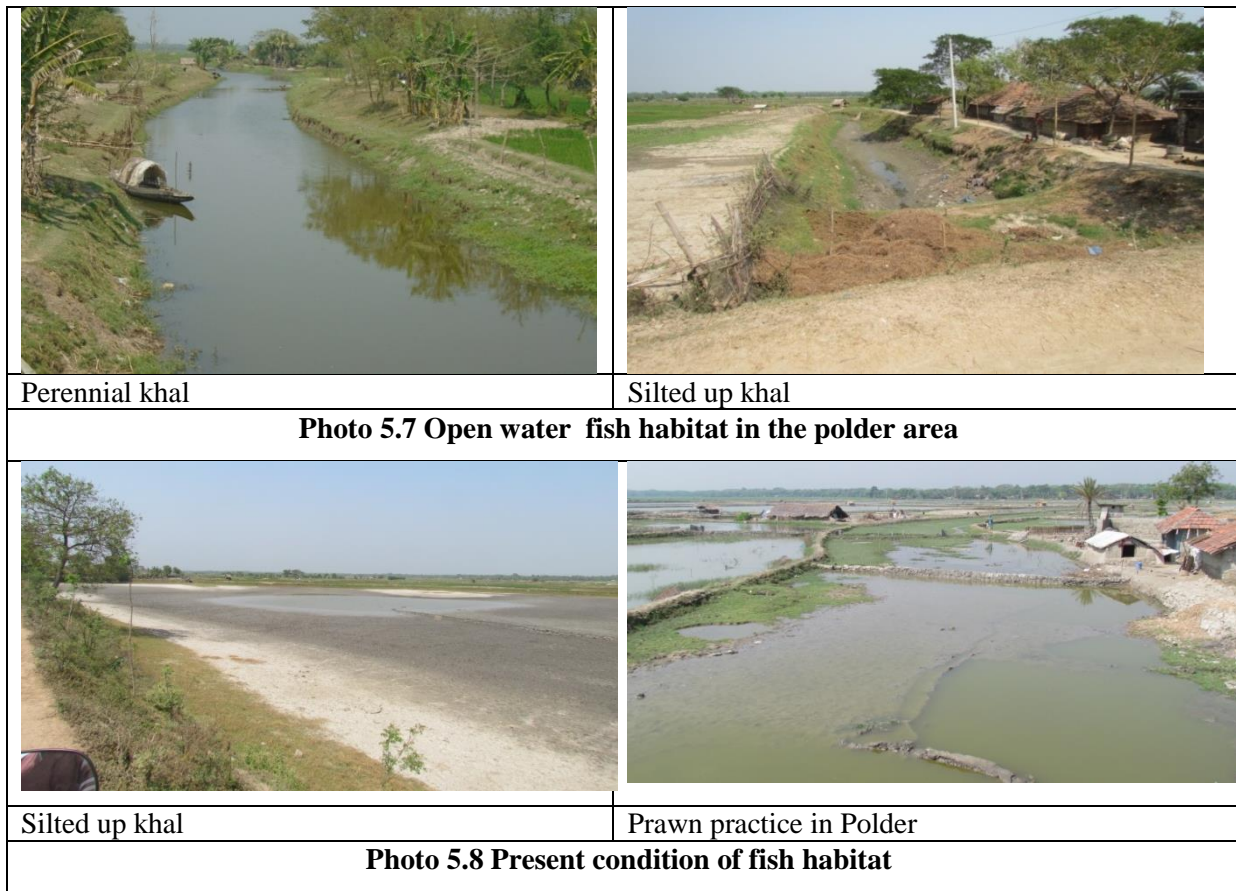 Perennial khal
Silted up khal
Photo 5.7 Open water  fish habitat in the polder area
Silted up khal
Prawn practice in Polder
Photo 5.8 Present condition of fish habitat